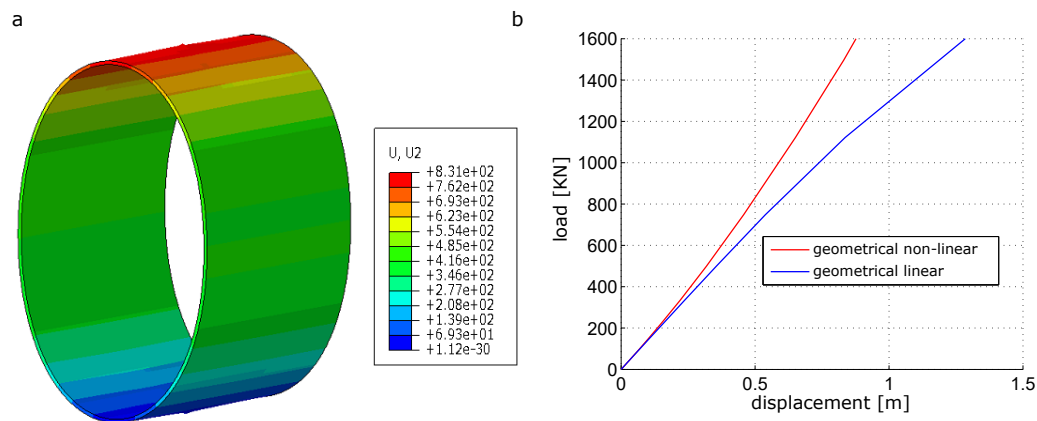 a
U, U2
+8.31e+02
+7.62e+02
+6.93e+02
+6.23e+02
+5.54e+02
+4.85e+02
+4.16e+02
+3.46e+02
+2.77e+02
+2.08e+02
+1.39e+02
+6.93e+01
+1.12e-30
b
1600
1400
1200
1000
800
600
400
200
0
load [KN]
geometrical non-linear
geometrical linear
0
0.5
1
1.5
displacement [m]